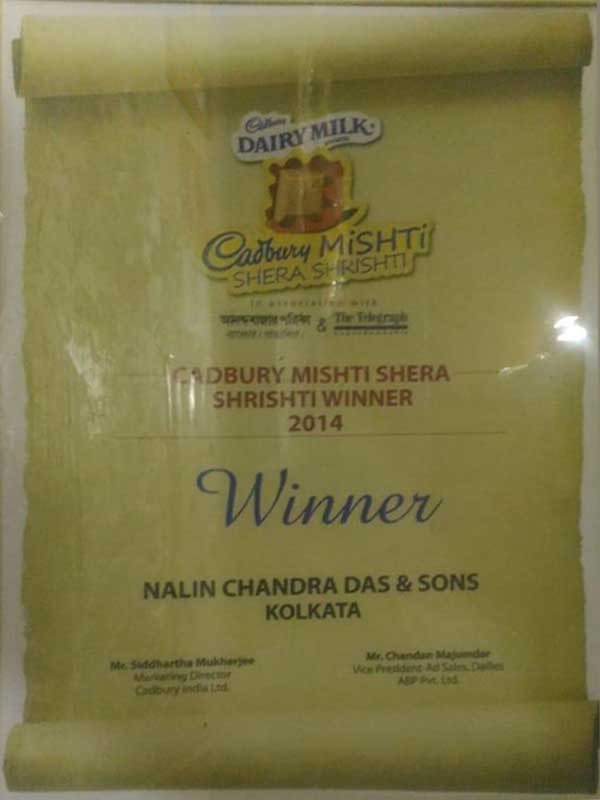 Cadbury
DAIRY MILK
Cadbury MiSHTi
SHERA SHRISHTI
In association with
আনন্দবাজার পত্রিকা & The Telegraph
CADBURY MISHTI SHERA
SHRISHTI WINNER
2014
Winner
NALIN CHANDRA DAS & SONS
KOLKATA
Mr. Siddhartha Mukherjee
Marketing Director
Cadbury India Ltd.
Mr. Chandan Majumdar
Vice President-Ad Sales, Dailies
ABP Pvt. Ltd.